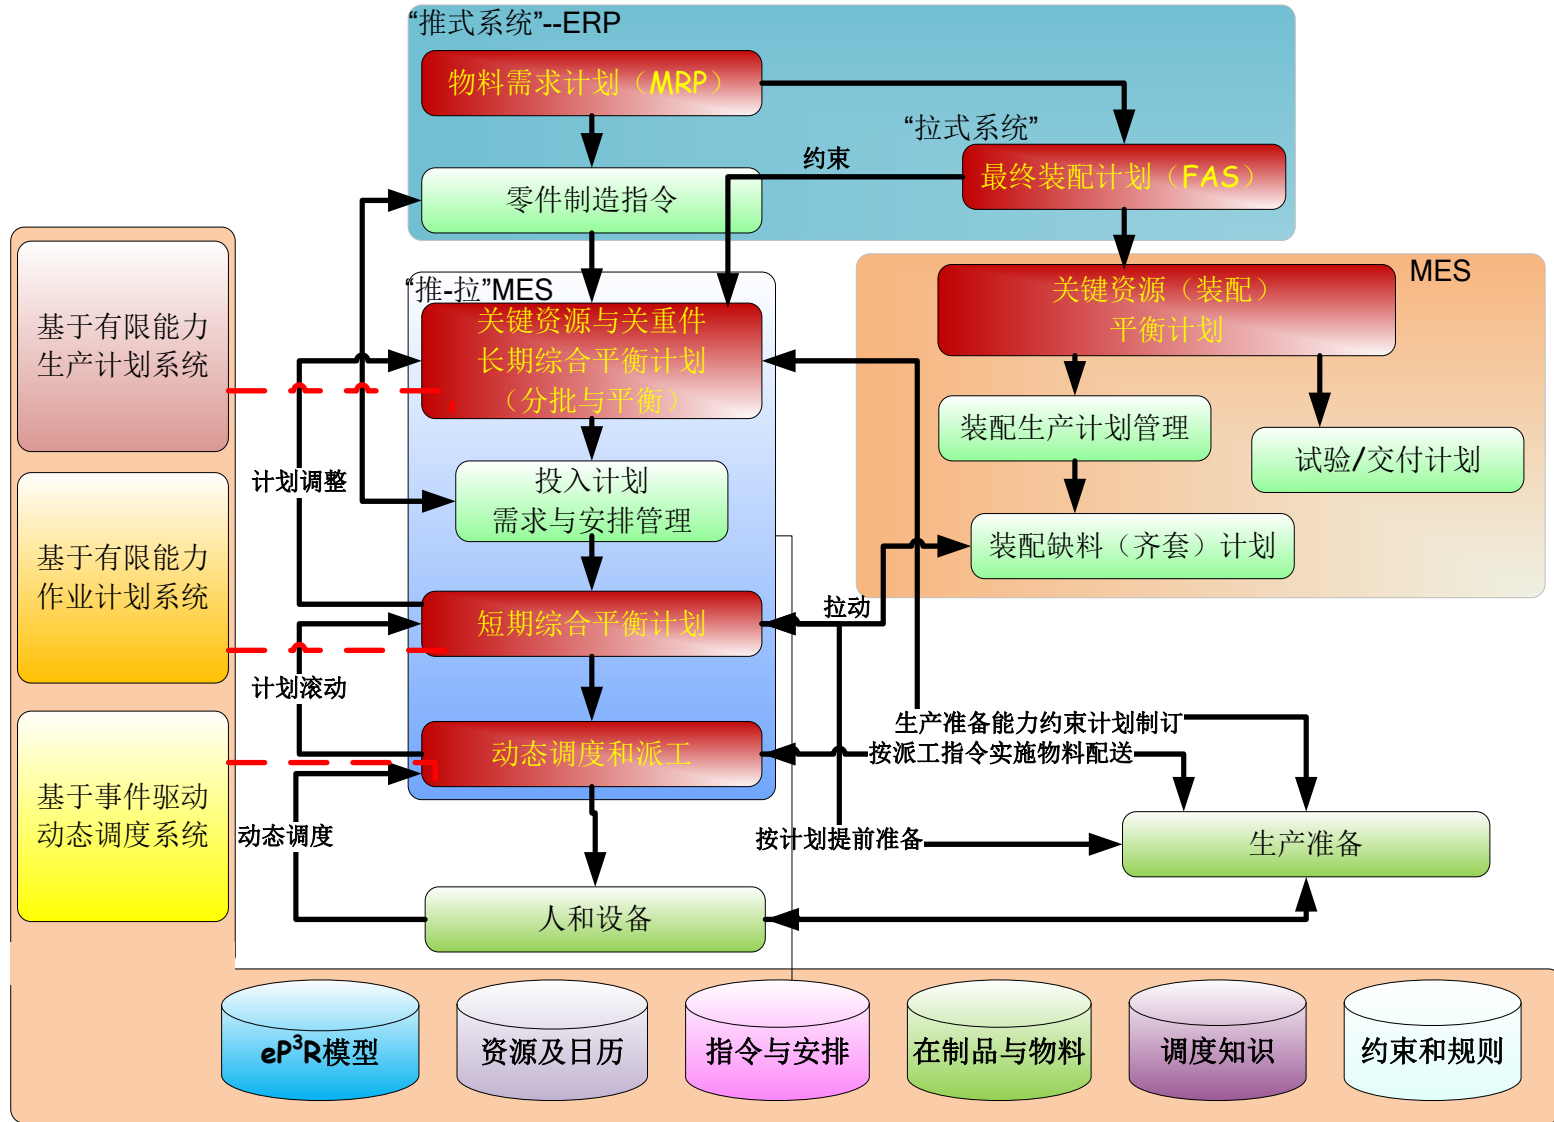 “推式系统”--ERP
物料需求计划（MRP）
“拉式系统”
约束
最终装配计划（FAS）
零件制造指令
“推-拉”MES
MES
关键资源（装配）
平衡计划
关键资源与关重件
长期综合平衡计划
（分批与平衡）
基于有限能力
生产计划系统
装配生产计划管理
试验/交付计划
计划调整
投入计划
需求与安排管理
装配缺料（齐套）计划
基于有限能力
作业计划系统
拉动
短期综合平衡计划
计划滚动
生产准备能力约束计划制订
按派工指令实施物料配送
动态调度和派工
基于事件驱动
动态调度系统
动态调度
按计划提前准备
生产准备
人和设备
eP³R模型
资源及日历
指令与安排
在制品与物料
调度知识
约束和规则